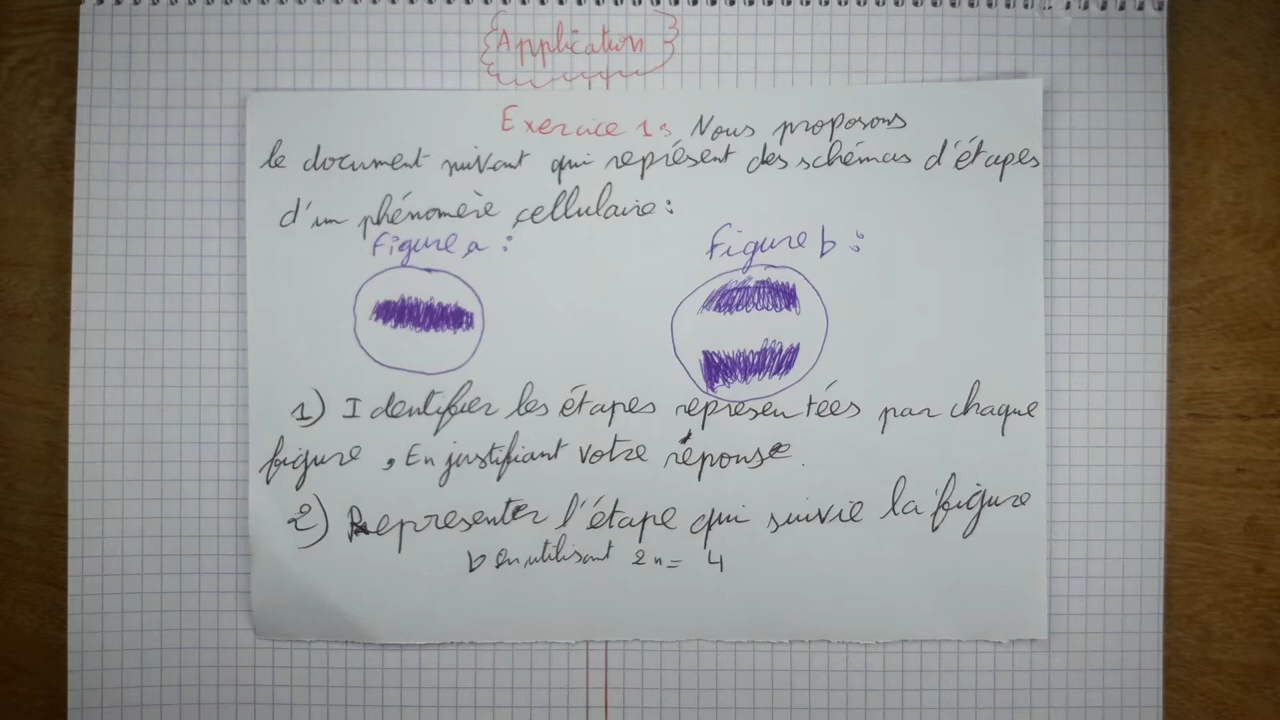 Application
Exercice 1: Nous proposons
le document suivant qui représent des schémas d'étapes
d'un phénomère cellulaire:
Figure a :
Figure b :
1) Identifier les étapes représentées par chaque
figure, En justifiant votre réponse.
2) Representer l'étape qui suivie la figure
b en utilisant 2n = 4